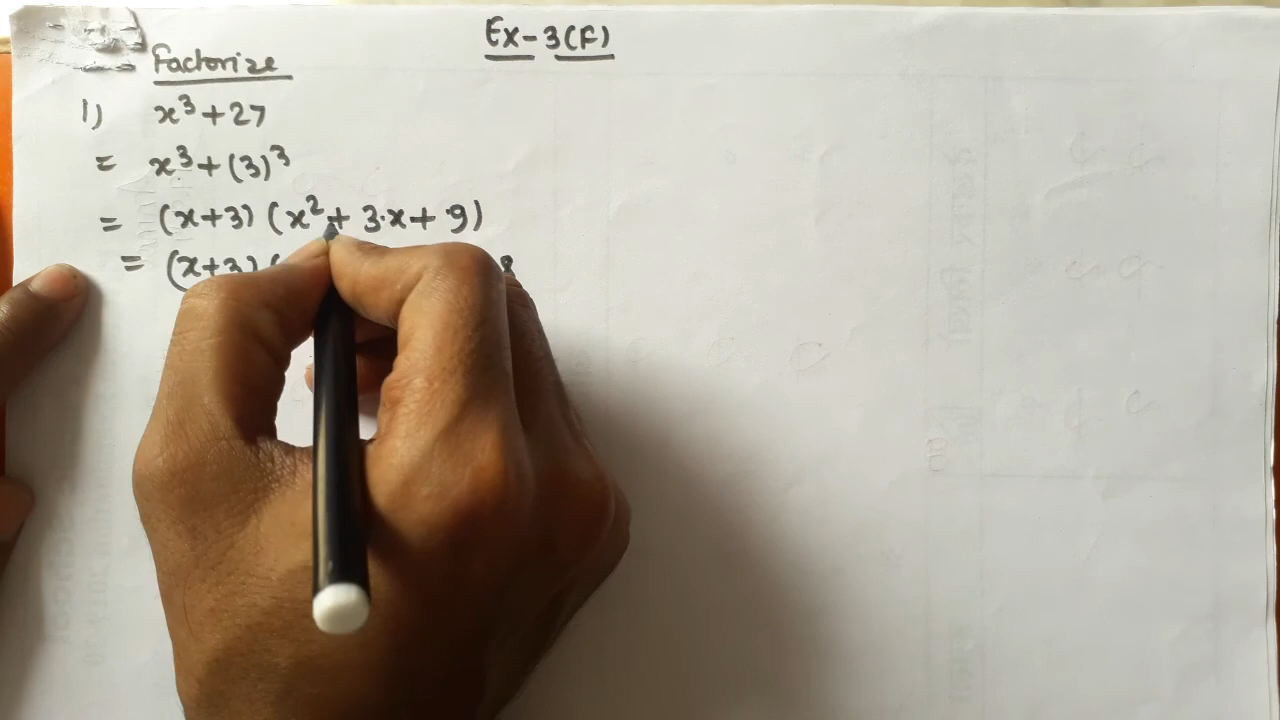 Ex-3(F)
Factorize
1) x³+27
= x³+(3)³
= (x+3) (x²+ 3·x+ 9)
= (x+3) (